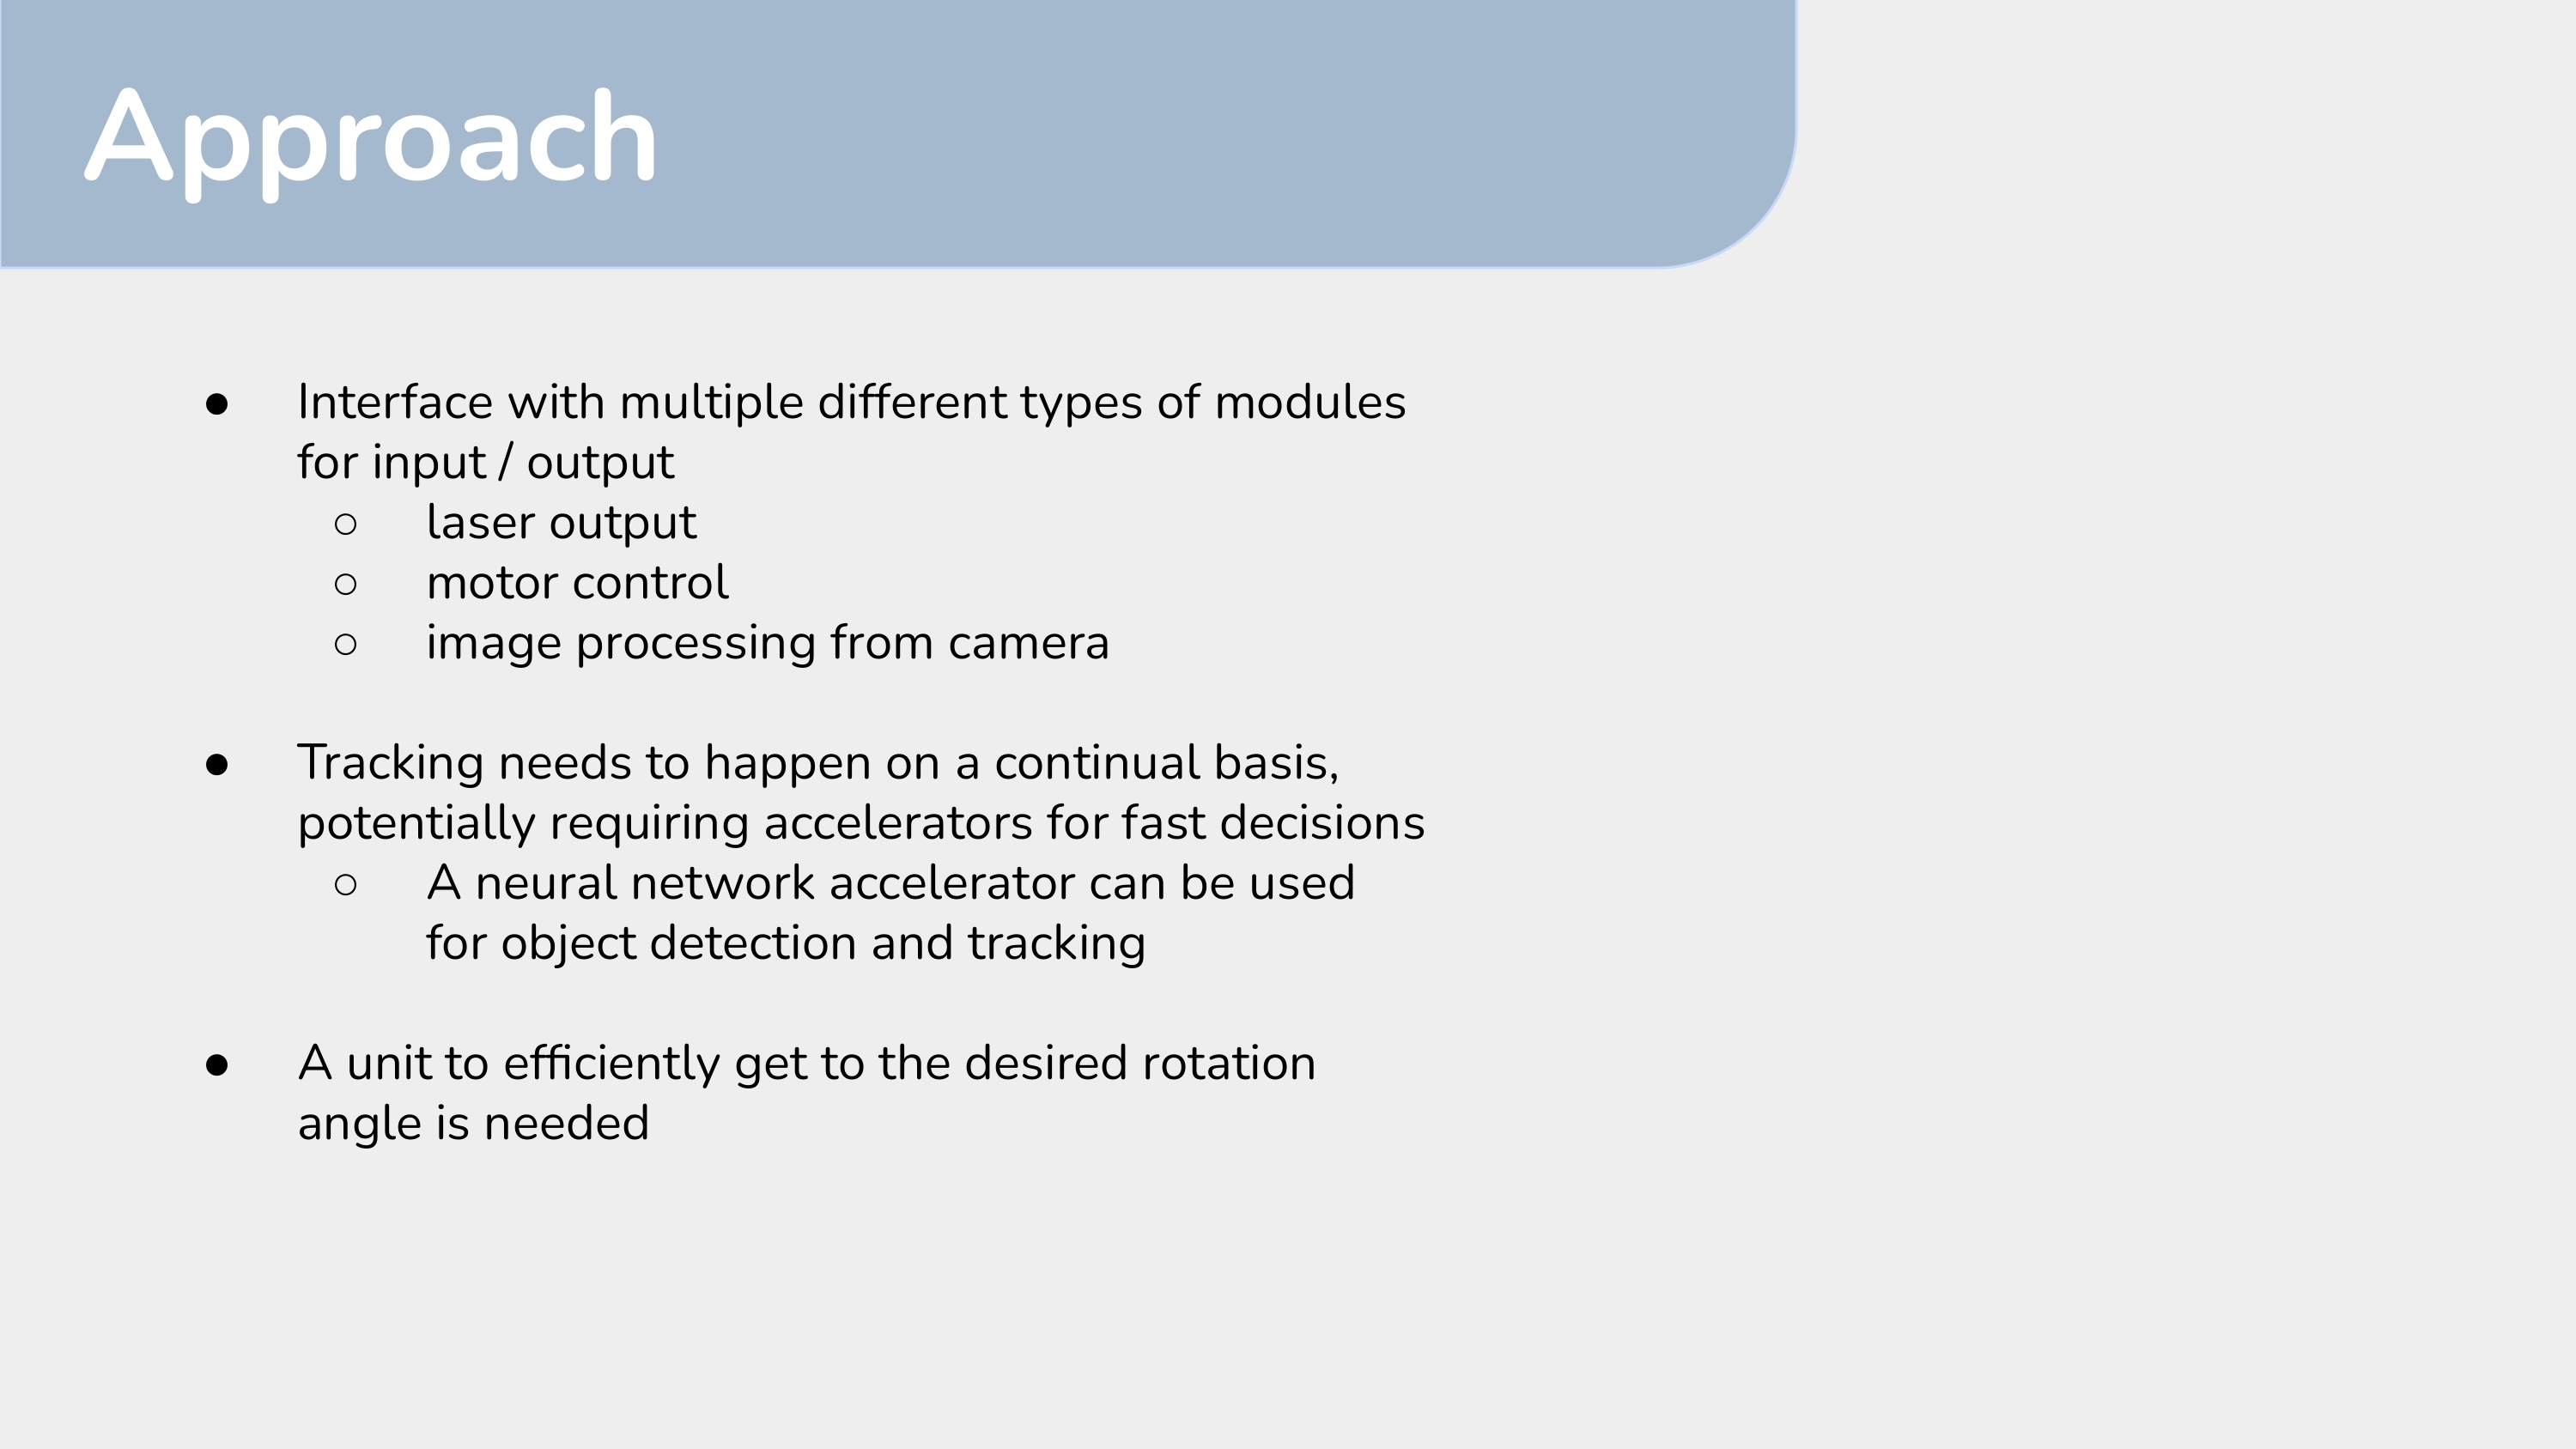 Approach
● Interface with multiple different types of modules
for input / output
○ laser output
○ motor control
○ image processing from camera
● Tracking needs to happen on a continual basis,
potentially requiring accelerators for fast decisions
○ A neural network accelerator can be used
for object detection and tracking
● A unit to efficiently get to the desired rotation
angle is needed